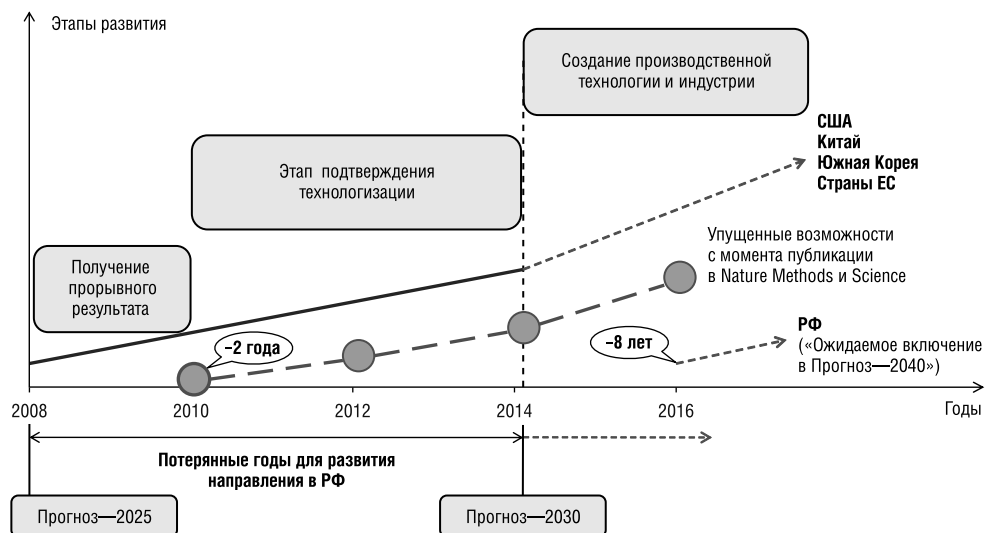 Этапы развития
Создание производственной
технологии и индустрии
США
Китай
Южная Корея
Страны ЕС
Этап подтверждения
технологизации
Упущенные возможности
с момента публикации
в Nature Methods и Science
Получение
прорывного
результата
–2 года
–8 лет
РФ
(«Ожидаемое включение
в Прогноз—2040»)
2008
2010
2012
2014
2016
Годы
Потерянные годы для развития
направления в РФ
Прогноз—2025
Прогноз—2030